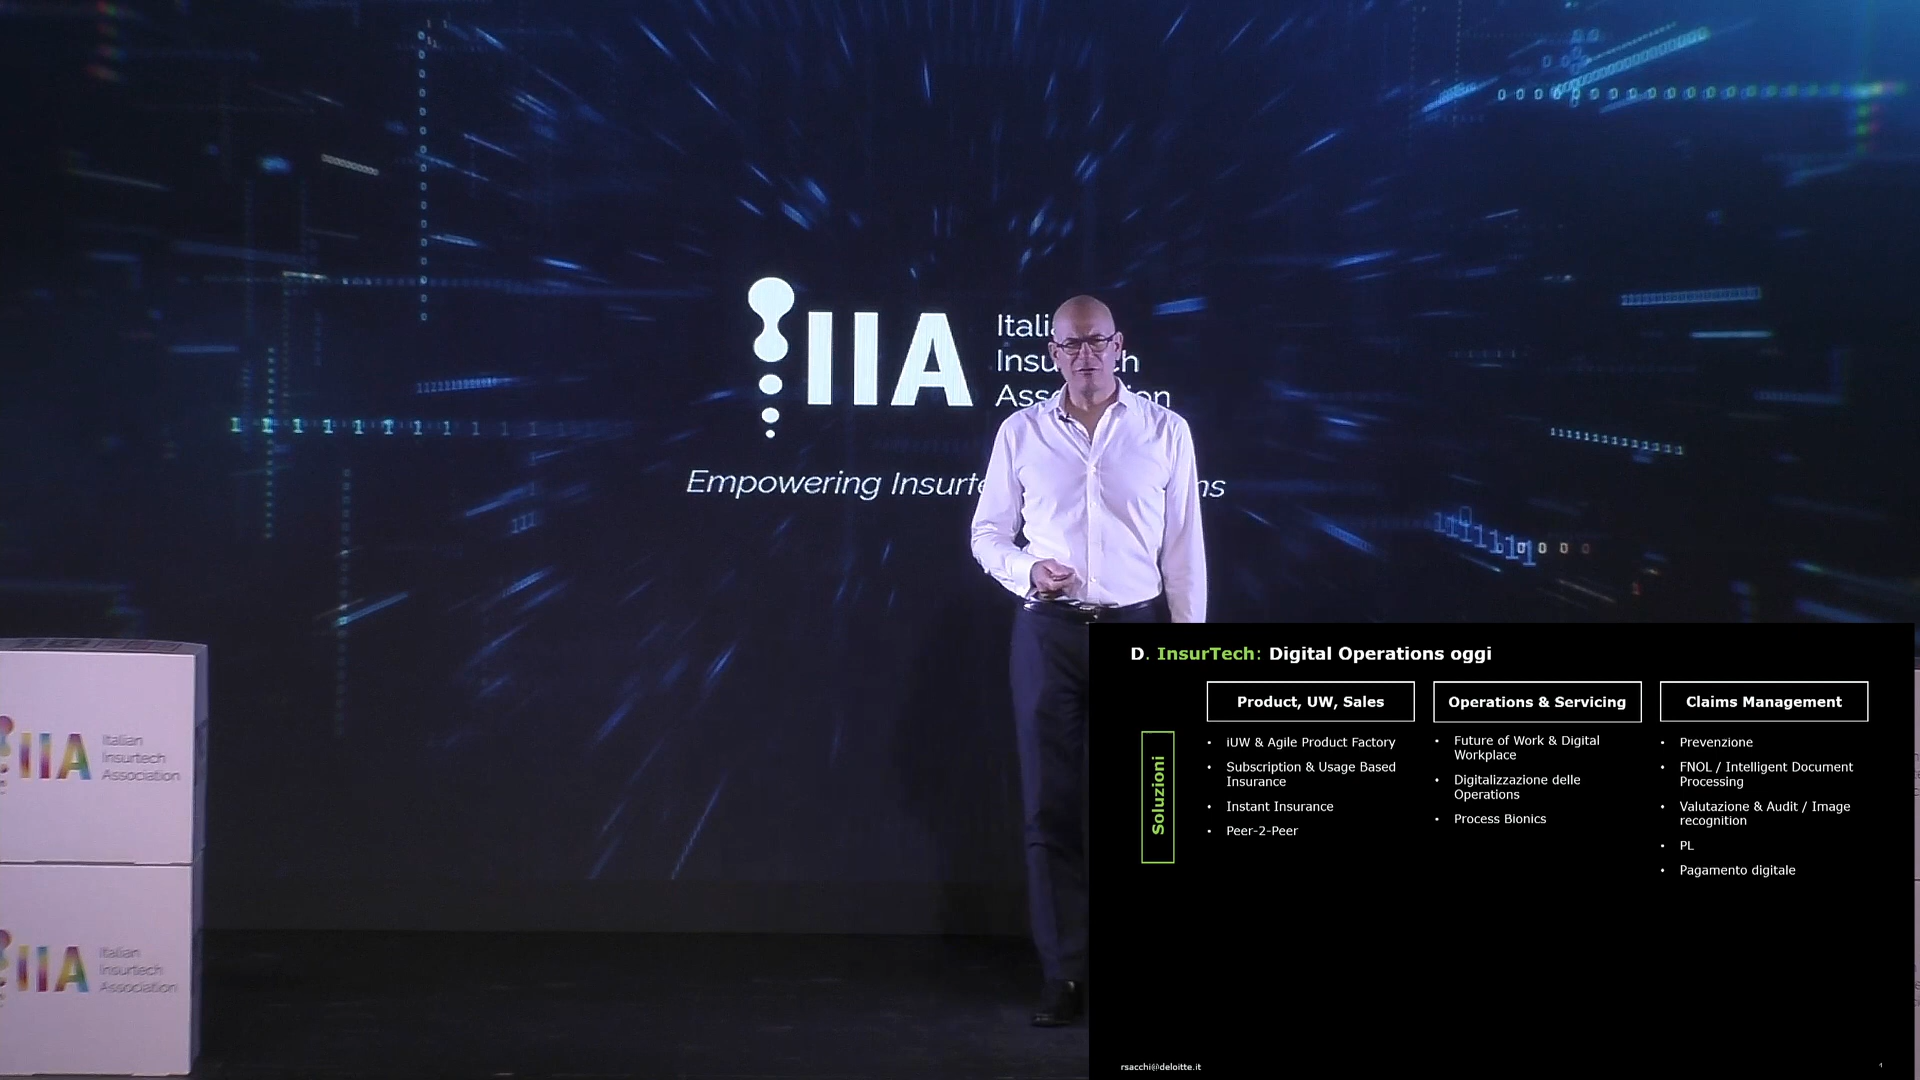 IIA
Itali
Insu ch
Ass on
Empowering Insurte ns
IIA
Italian
Insurtech
Association
IIA
Italian
Insurtech
Association
D. InsurTech: Digital Operations oggi
Product, UW, Sales
Operations & Servicing
Claims Management
Soluzioni
• iUW & Agile Product Factory
• Subscription & Usage Based
Insurance
• Instant Insurance
• Peer-2-Peer
• Future of Work & Digital
Workplace
• Digitalizzazione delle
Operations
• Process Bionics
• Prevenzione
• FNOL / Intelligent Document
Processing
• Valutazione & Audit / Image
recognition
• PL
• Pagamento digitale
rsacchi@deloitte.it